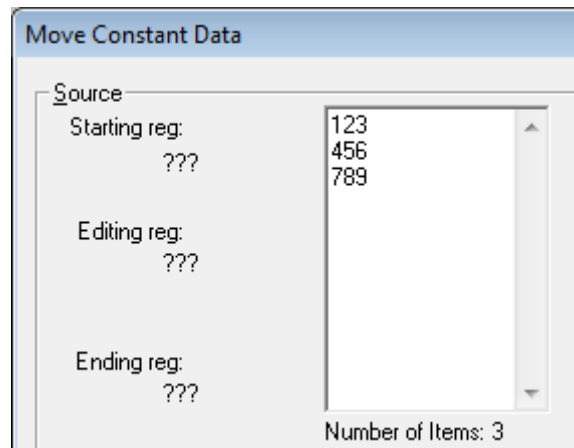 Move Constant Data
Source
Starting reg:
???
Editing reg:
???
Ending reg:
???
123
456
789
Number of Items: 3